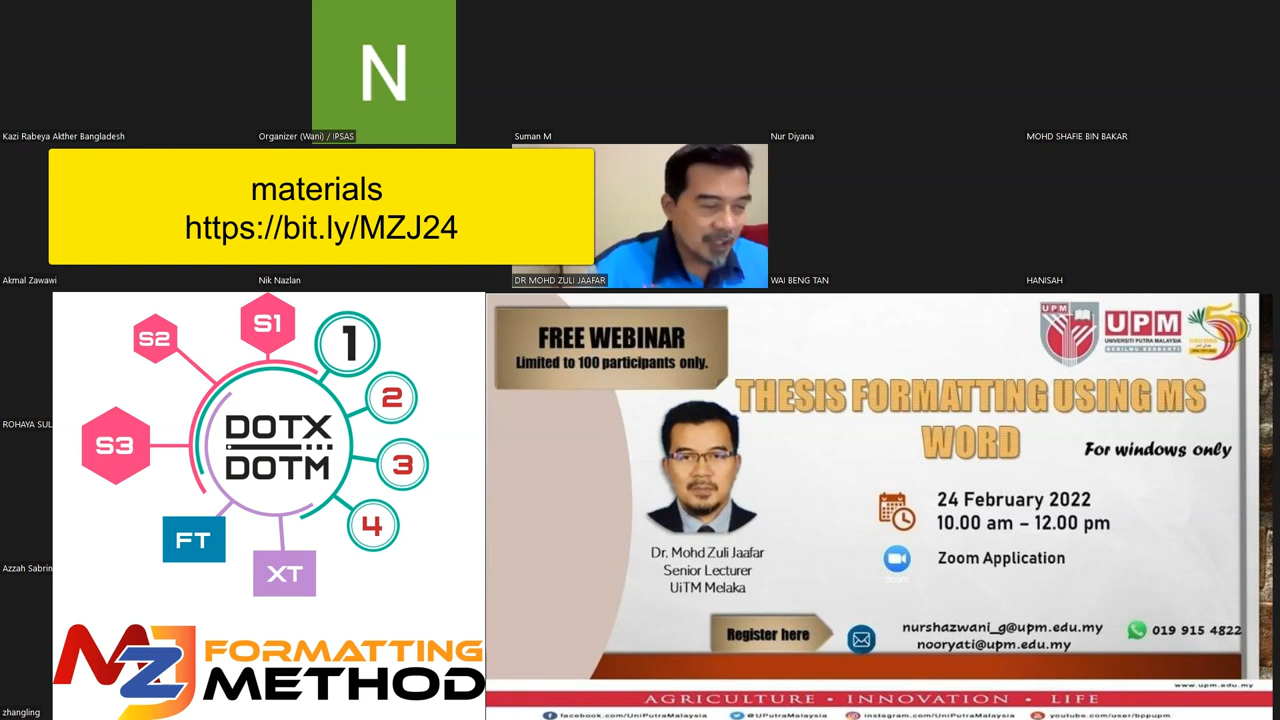 N
Kazi Rabeya Akther Bangladesh
Organizer (Wani) / IPSAS
Suman M
Nur Diyana
MOHD SHAFIE BIN BAKAR
materials
https://bit.ly/MZJ24
Akmal Zawawi
Nik Nazlan
DR MOHD ZULI JAAFAR
WAI BENG TAN
HANISAH
ROHAYA SUL
Azzah Sabrin
zhangling
S1
S2
S3
1
2
3
4
DOTX
DOTM
FT
XT
MZJ
FORMATTING
METHOD
FREE WEBINAR
Limited to 100 participants only.
UPM
UPM
UNIVERSITI PUTRA MALAYSIA
BERILMU BERBAKTI
THESIS FORMATTING USING MS
WORD
For windows only
24 February 2022
10.00 am – 12.00 pm
zoom
Zoom Application
Dr. Mohd Zuli Jaafar
Senior Lecturer
UiTM Melaka
Register here
nurshazwani_g@upm.edu.my
nooryati@upm.edu.my
019 915 4822
www.upm.edu.my
AGRICULTURE • INNOVATION • LIFE
facebook.com/UniPutraMalaysia
@UPutraMalaysia
instagram.com/uniputramalaysia
youtube.com/user/bppupm